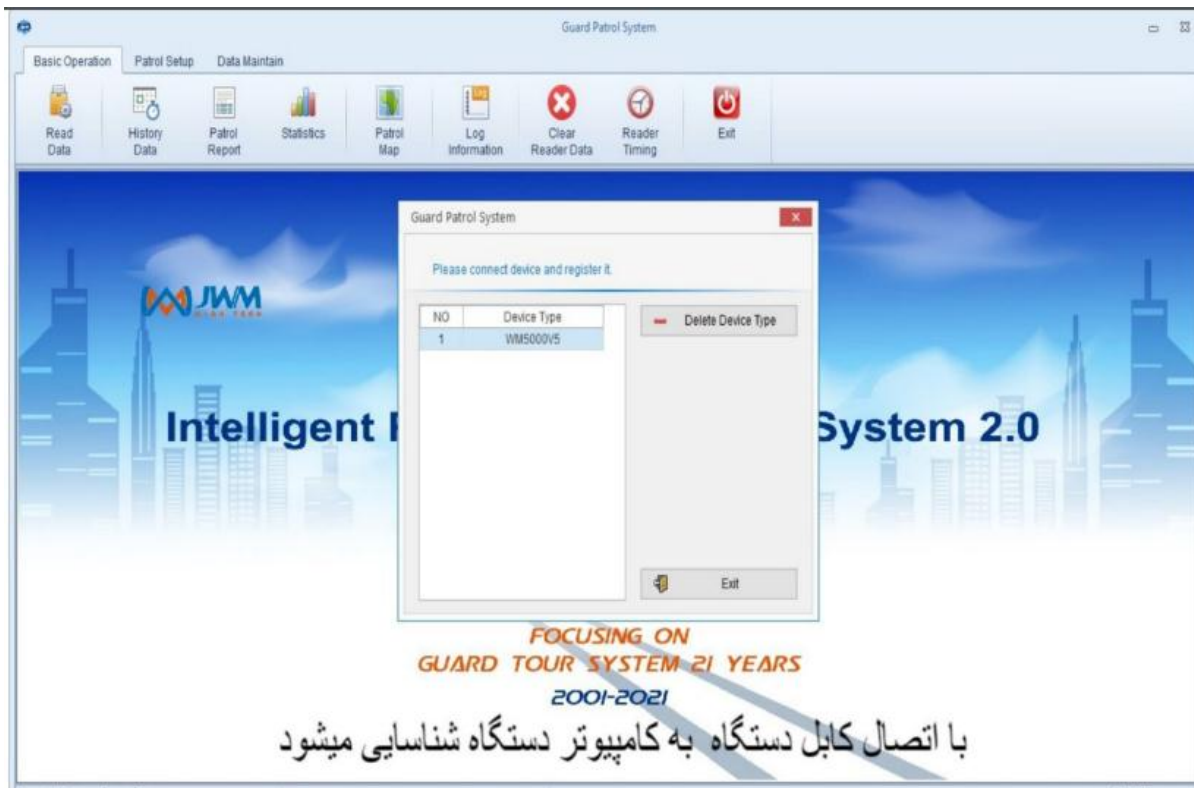 Guard Patrol System
Basic Operation Patrol Setup Data Maintain
Read Data
History Data
Patrol Report
Statistics
Patrol Map
Log Information
Clear Reader Data
Reader Timing
Exit
JWM
Guard Patrol System
Please connect device and register it.
NO Device Type
1 WM5000V5
Delete Device Type
Exit
Intelligent
System 2.0
FOCUSING ON
GUARD TOUR SYSTEM 21 YEARS
2001-2021
با اتصال کابل دستگاه به کامپیوتر دستگاه شناسایی میشود